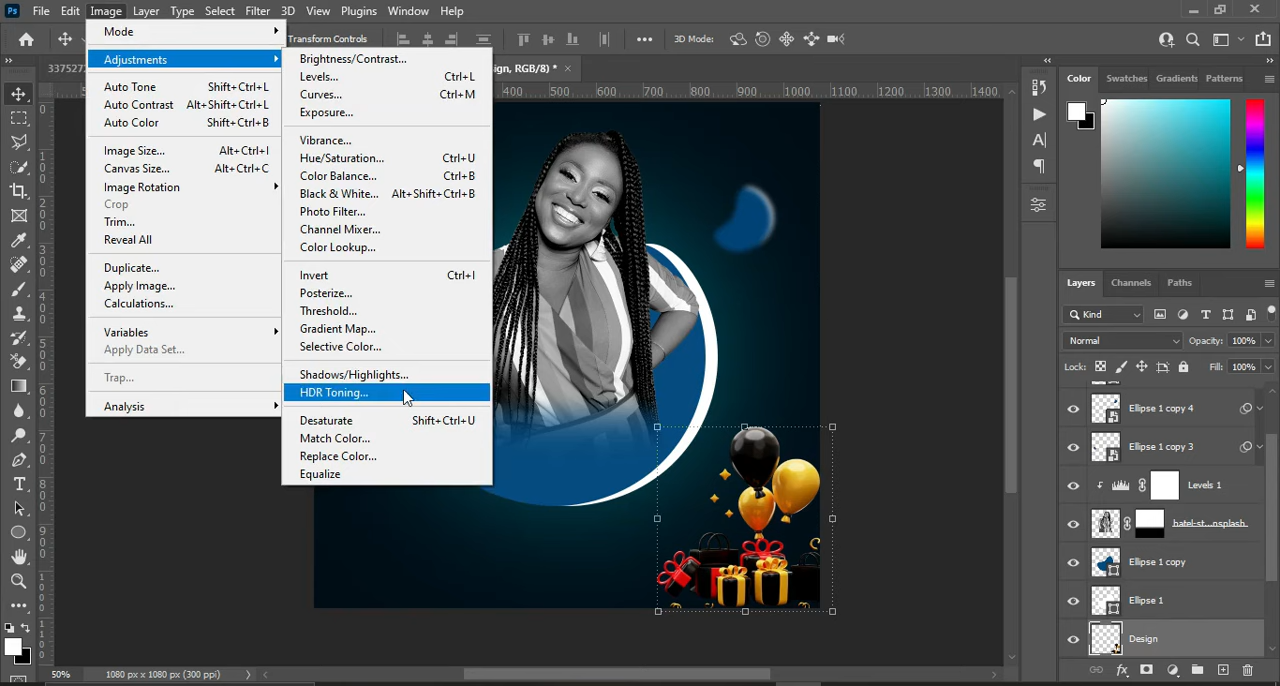 Ps File Edit Image Layer Type Select Filter 3D View Plugins Window Help
Transform Controls 3D Mode:
Mode
Adjustments
Auto Tone Shift+Ctrl+L
Auto Contrast Alt+Shift+Ctrl+L
Auto Color Shift+Ctrl+B
Image Size... Alt+Ctrl+I
Canvas Size... Alt+Ctrl+C
Image Rotation
Crop
Trim...
Reveal All
Duplicate...
Apply Image...
Calculations...
Variables
Apply Data Set...
Trap...
Analysis
Brightness/Contrast...
Levels... Ctrl+L
Curves... Ctrl+M
Exposure...
Vibrance...
Hue/Saturation... Ctrl+U
Color Balance... Ctrl+B
Black & White... Alt+Shift+Ctrl+B
Photo Filter...
Channel Mixer...
Color Lookup...
Invert Ctrl+I
Posterize...
Threshold...
Gradient Map...
Selective Color...
Shadows/Highlights...
HDR Toning...
Desaturate Shift+Ctrl+U
Match Color...
Replace Color...
Equalize
sign, RGB/8) *
400 500 600 700 800 900 1000 1100 1200 1300 1400
Color Swatches Gradients Patterns
Layers Channels Paths
Kind
Normal Opacity: 100%
Lock: Fill: 100%
Ellipse 1 copy 4
Ellipse 1 copy 3
Levels 1
batel-st...nsplash
Ellipse 1 copy
Ellipse 1
Design
50% 1080 px x 1080 px (300 ppi)